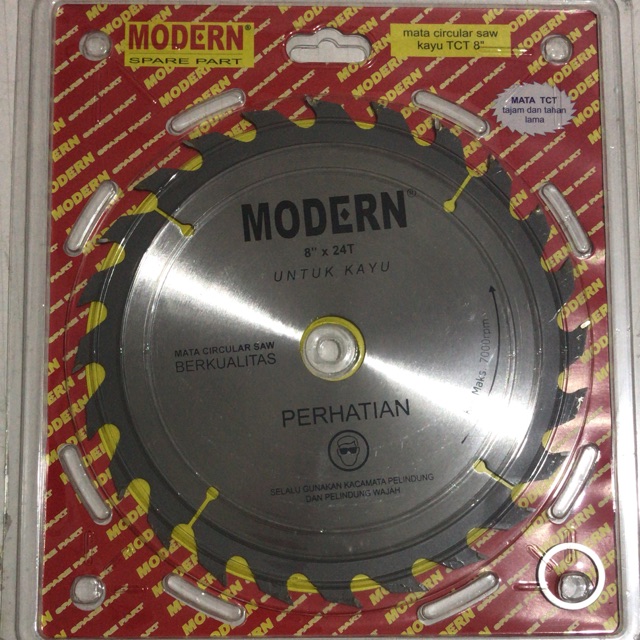 MODERN
SPARE PART
mata circular saw
kayu TCT 8"
MATA TCT
tajam dan tahan
lama
MODERN®
8" x 24T
UNTUK KAYU
MATA CIRCULAR SAW
BERKUALITAS
Maks. 7000rpm
PERHATIAN
SELALU GUNAKAN KACAMATA PELINDUNG
DAN PELINDUNG WAJAH